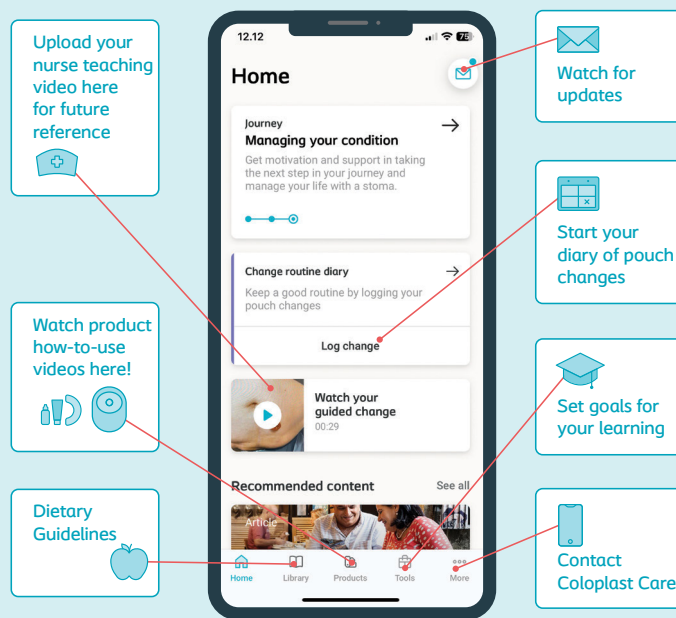 Upload your
nurse teaching
video here
for future
reference
Watch product
how-to-use
videos here!
Dietary
Guidelines
12.12
75
Home
Journey
Managing your condition
Get motivation and support in taking
the next step in your journey and
manage your life with a stoma.
Change routine diary
Keep a good routine by logging your
pouch changes
Log change
Watch your
guided change
00:29
Recommended content
See all
Article
Home
Library
Products
Tools
More
Watch for
updates
Start your
diary of pouch
changes
Set goals for
your learning
Contact
Coloplast Care